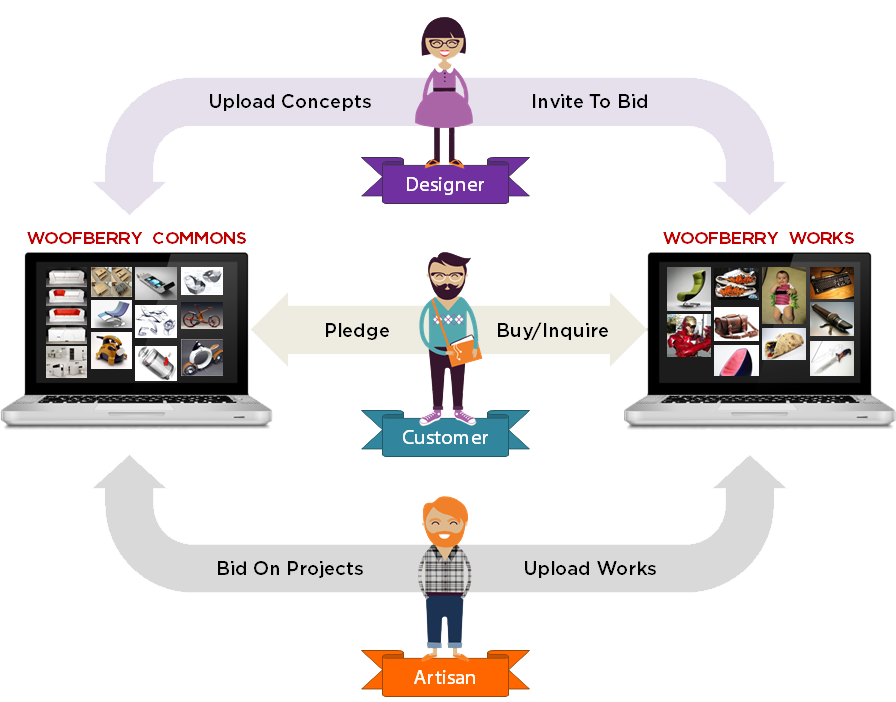 Upload Concepts
Invite To Bid
Designer
WOOFBERRY COMMONS
WOOFBERRY WORKS
Pledge
Buy/Inquire
Customer
Bid On Projects
Upload Works
Artisan